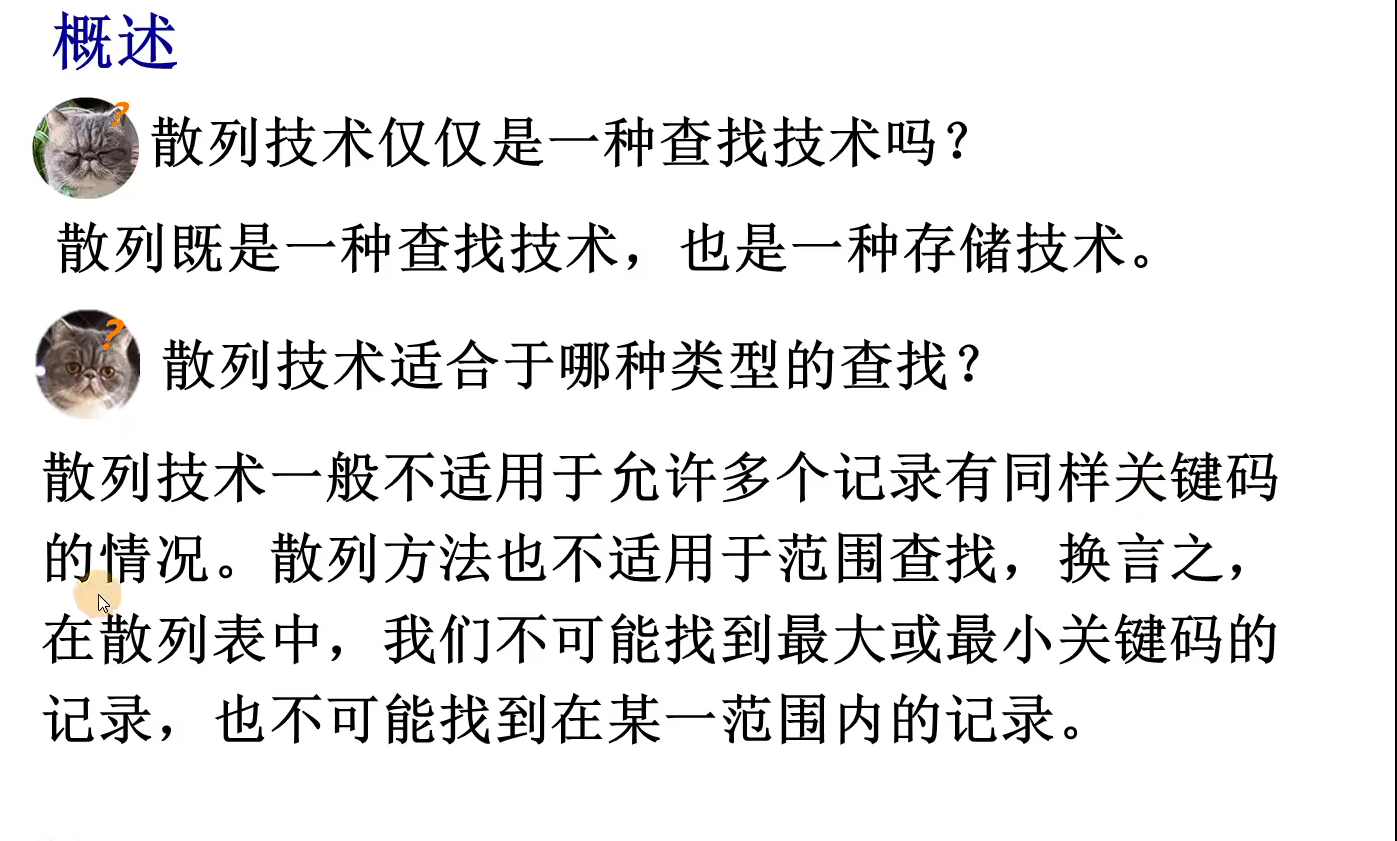 概述
?
散列技术仅仅是一种查找技术吗？
散列既是一种查找技术，也是一种存储技术。
?
散列技术适合于哪种类型的查找？
散列技术一般不适用于允许多个记录有同样关键码
的情况。散列方法也不适用于范围查找，换言之，
在散列表中，我们不可能找到最大或最小关键码的
记录，也不可能找到在某一范围内的记录。